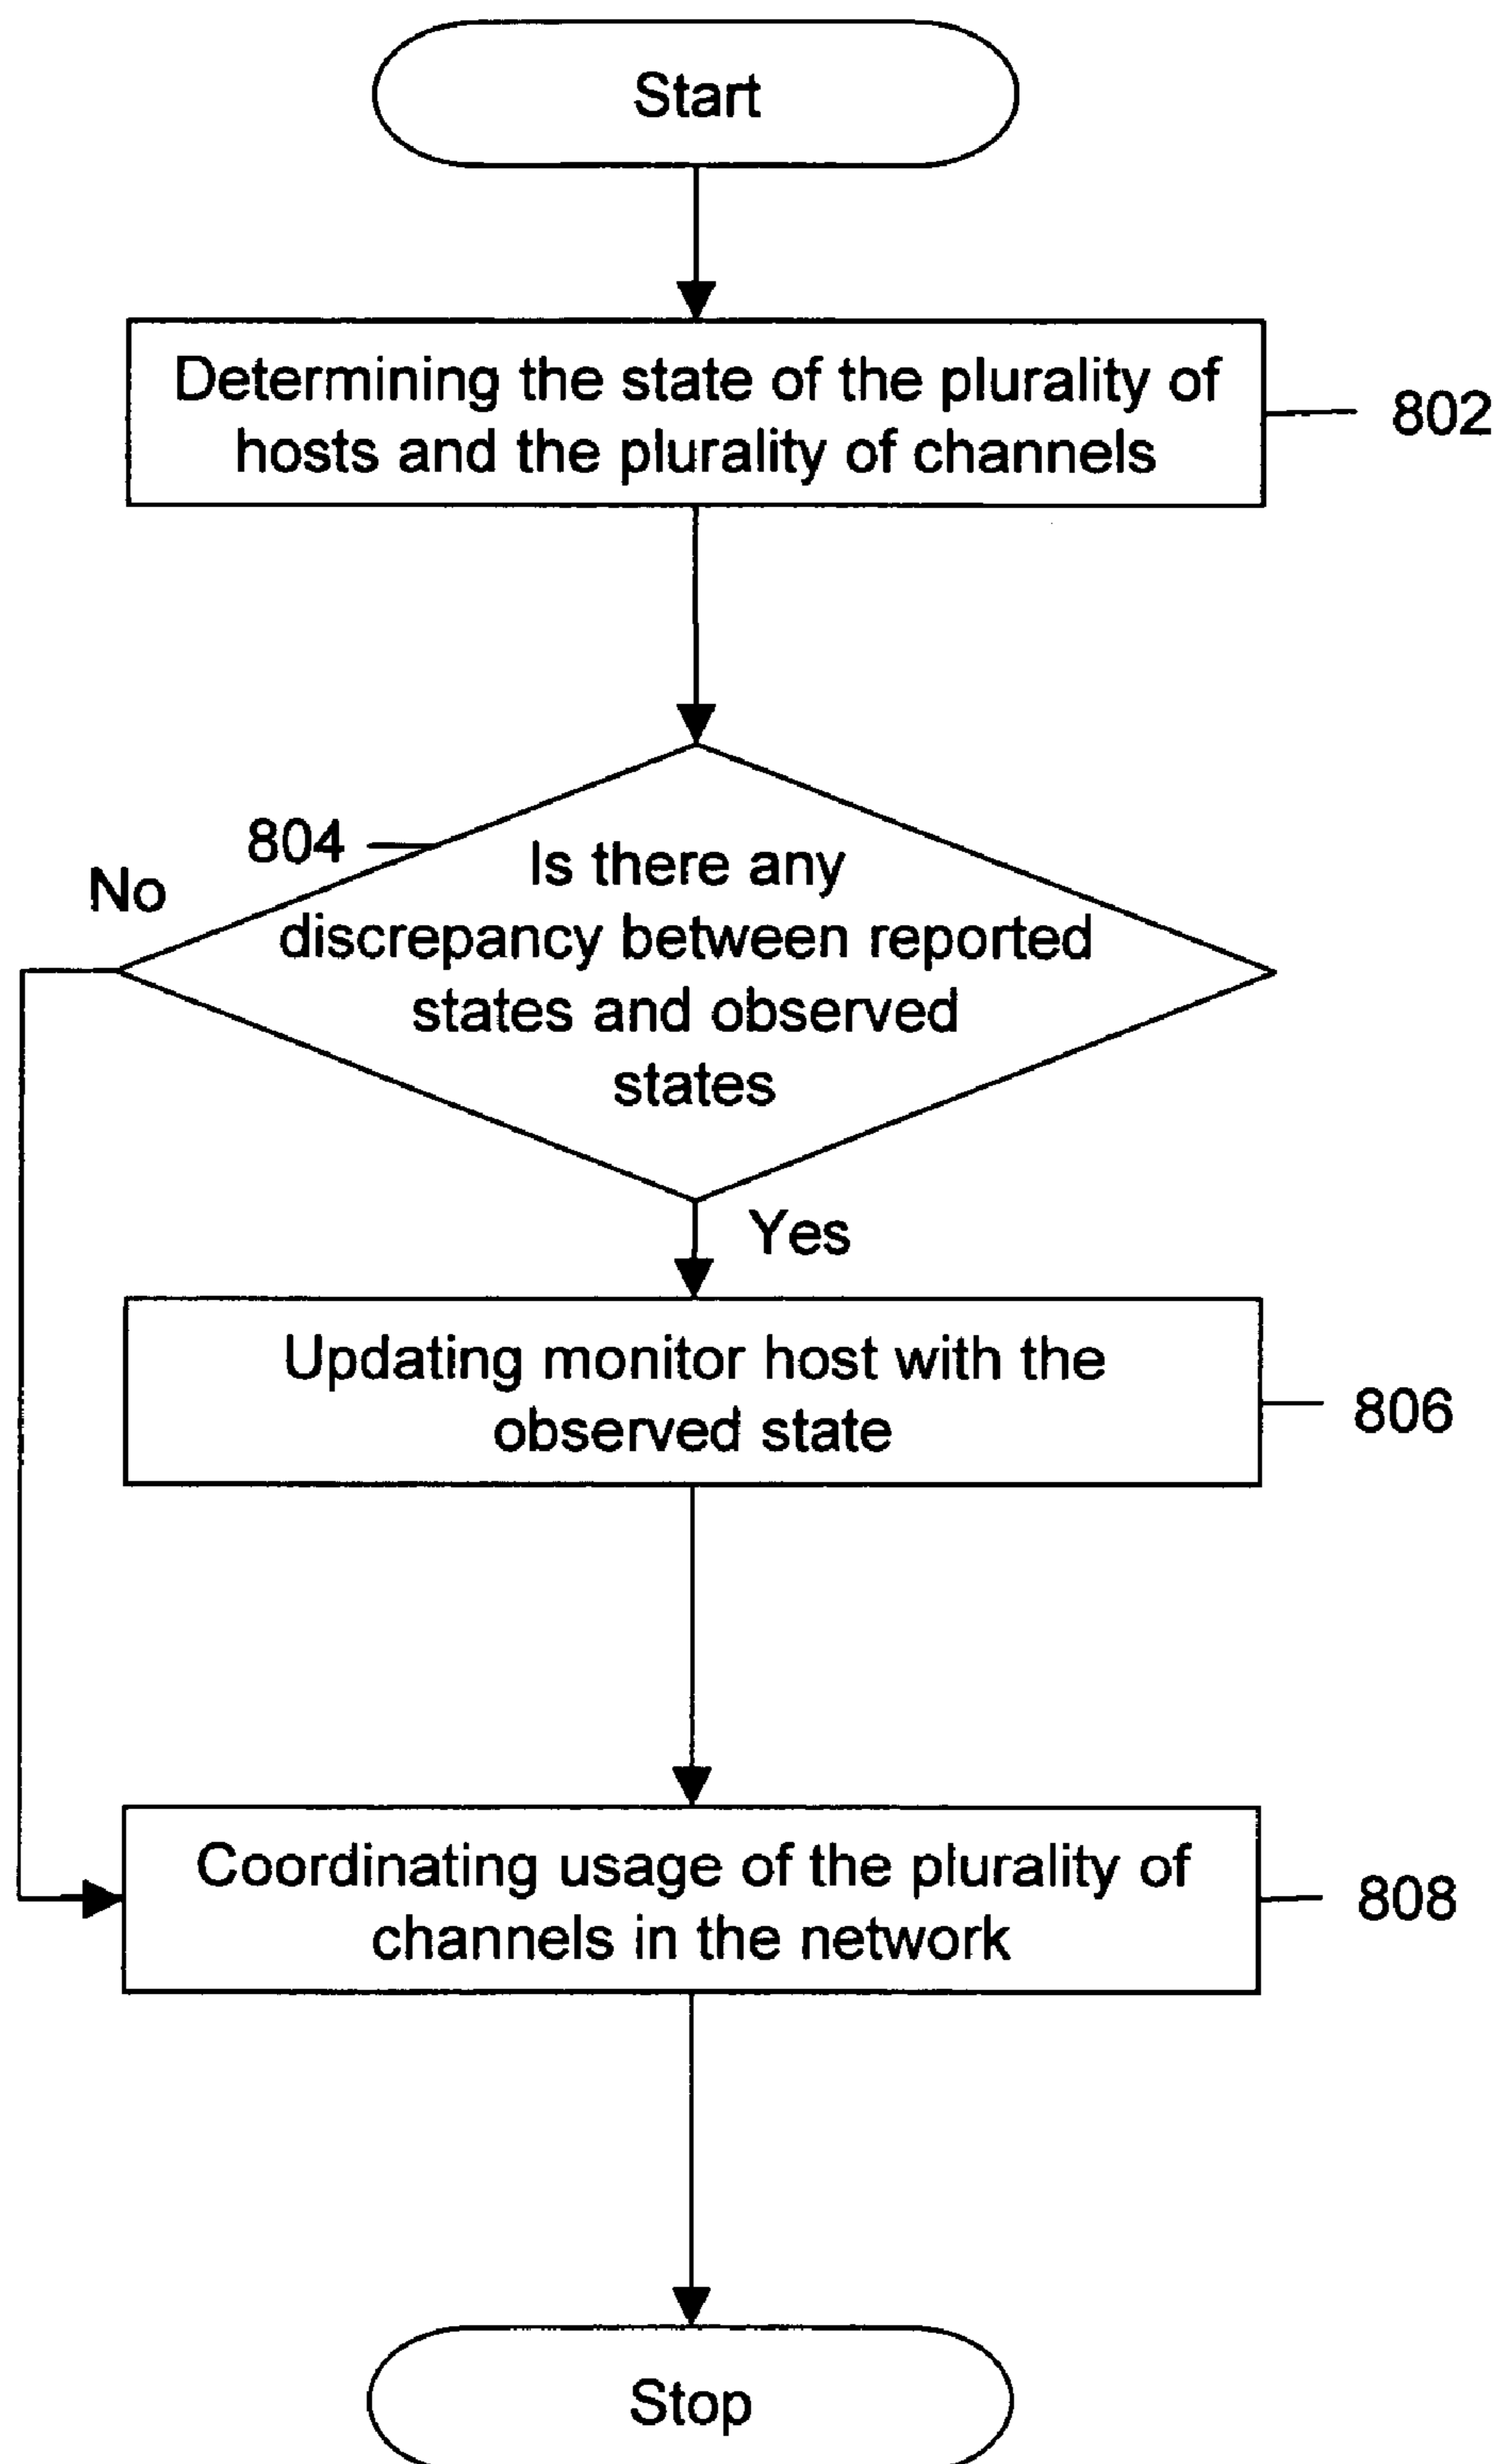 Start
Determining the state of the plurality of
hosts and the plurality of channels
802
804
No
Is there any
discrepancy between reported
states and observed
states
Yes
Updating monitor host with the
observed state
806
Coordinating usage of the plurality of
channels in the network
808
Stop